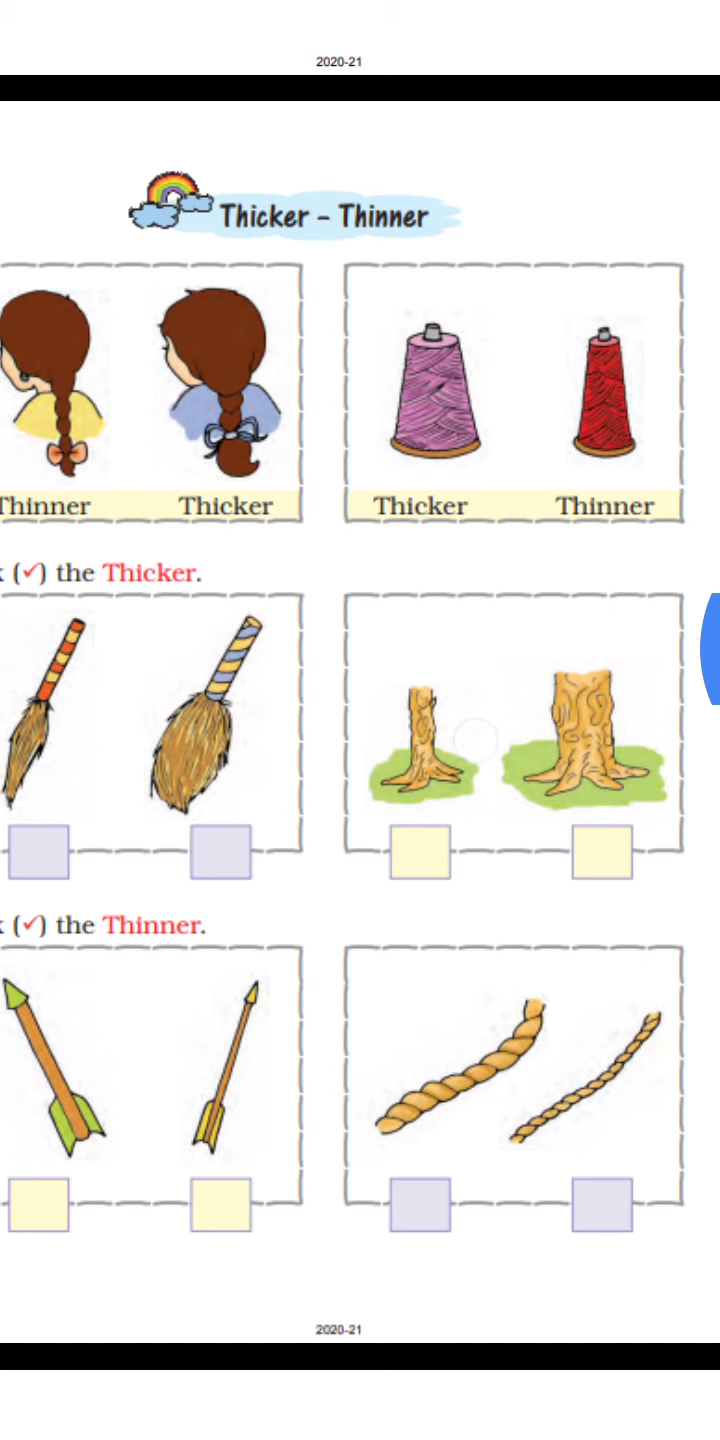 2020-21
Thicker – Thinner
Thinner Thicker
Thicker Thinner
(✓) the Thicker.
(✓) the Thinner.
2020-21